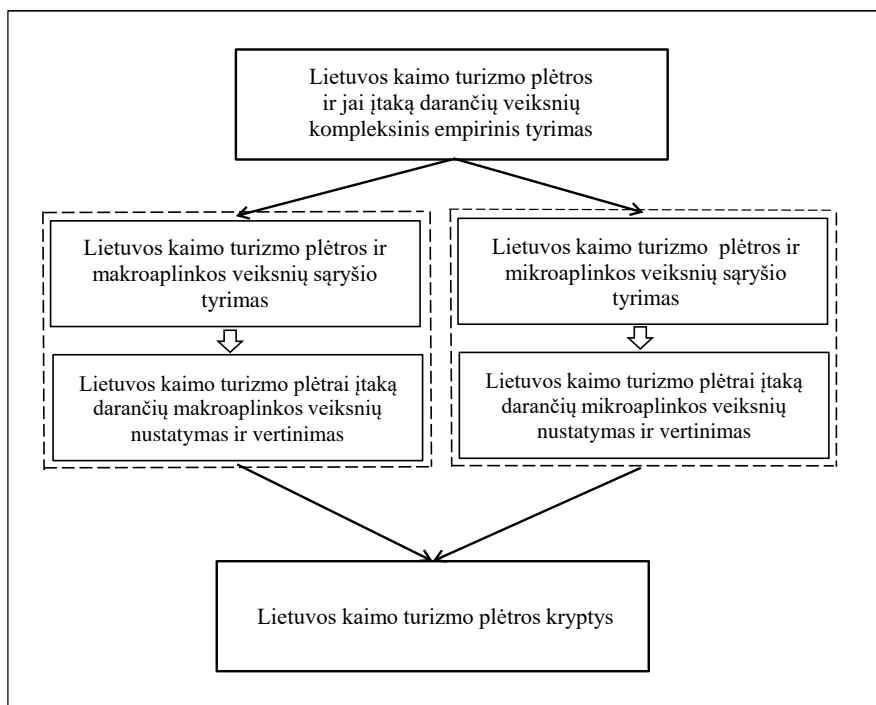 Lietuvos kaimo turizmo plėtros
ir jai įtaką darančių veiksnių
kompleksinis empirinis tyrimas
Lietuvos kaimo turizmo plėtros ir
makroaplinkos veiksnių sąryšio
tyrimas
Lietuvos kaimo turizmo plėtrai įtaką
darančių makroaplinkos veiksnių
nustatymas ir vertinimas
Lietuvos kaimo turizmo plėtros ir
mikroaplinkos veiksnių sąryšio
tyrimas
Lietuvos kaimo turizmo plėtrai įtaką
darančių mikroaplinkos veiksnių
nustatymas ir vertinimas
Lietuvos kaimo turizmo plėtros kryptys